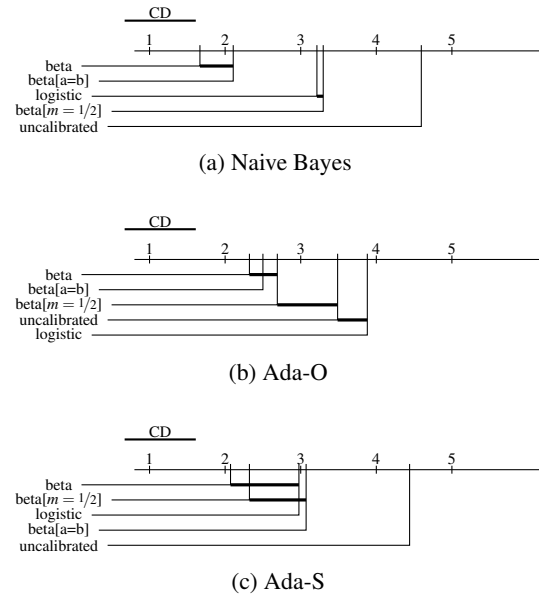 CD
1 2 3 4 5
beta
beta[a=b]
logistic
beta[m = 1/2]
uncalibrated
(a) Naive Bayes
CD
1 2 3 4 5
beta
beta[a=b]
beta[m = 1/2]
uncalibrated
logistic
(b) Ada-O
CD
1 2 3 4 5
beta
beta[m = 1/2]
logistic
beta[a=b]
uncalibrated
(c) Ada-S